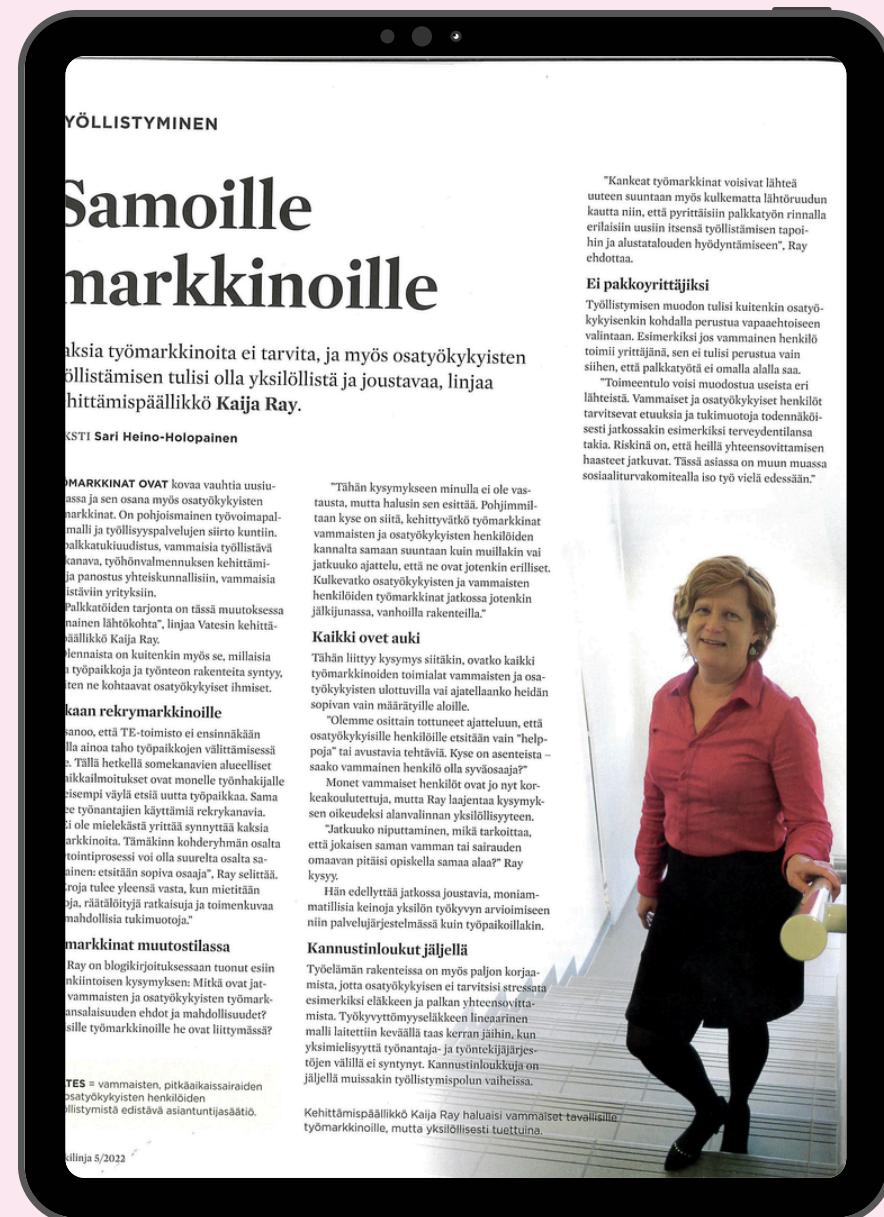 YÖLLISTYMINEN
Samoille
markkinoille
aksia työmarkkinoita ei tarvita, ja myös osatyökykyisten
öllistämisen tulisi olla yksilöllistä ja joustavaa, linjaa
hittämispäällikkö Kaija Ray.
KSTI Sari Heino-Holopainen
OMARKKINAT OVAT kovaa vauhtia uusiu-
assa ja sen osana myös osatyökykyisten
narkkinat. On pohjoismainen työvoimapal-
malli ja työllisyyspalvelujen siirto kuntiin.
palkkatukiuudistus, vammaisia työllistävä
kanava, työhönvalmennuksen kehittämi-
ja panostus yhteiskunnallisiin, vammaisia
istäviin yrityksiin.
Palkkatöiden tarjonta on tässä muutoksessa
nainen lähtökohta", linjaa Vatesin kehittä-
päällikkö Kaija Ray.
lennaista on kuitenkin myös se, millaisia
a työpaikkoja ja työnteon rakenteita syntyy,
iten ne kohtaavat osatyökykyiset ihmiset.
kaan rekrymarkkinoille
sanoo, että TE-toimisto ei ensinnäkään
lla ainoa taho työpaikkojen välittämisessä
e. Tällä hetkellä somekanavien alueelliset
aikkailmoitukset ovat monelle työnhakijalle
eisempi väylä etsiä uutta työpaikkaa. Sama
ee työnantajien käyttämiä rekrykanavia.
Ei ole mielekästä yrittää synnyttää kaksia
arkkinoita. Tämäkinn kohderyhmän osalta
tointiprosessi voi olla suurelta osalta sa-
ainen: etsitään sopiva osaaja", Ray selittää.
Eroja tulee yleensä vasta, kun mietitään
oja, räätälöityjä ratkaisuja ja toimenkuvaa
mahdollisia tukimuotoja."
markkinat muutostilassa
Ray on blogikirjoituksessaan tuonut esiin
nkiintoisen kysymyksen: Mitkä ovat jat-
vammaisten ja osatyökykyisten työmark-
ansalaisuuden ehdot ja mahdollisuudet?
sille työmarkkinoille he ovat liittymässä?
TES = vammaisten, pitkäaikaissairaiden
osatyökykyisten henkilöiden
llistymistä edistävä asiantuntijasäätiö.
kilinja 5/2022
"Tähän kysymykseen minulla ei ole vas-
tausta, mutta halusin sen esittää. Pohjimmil-
taan kyse on siitä, kehittyvätkö työmarkkinat
vammaisten ja osatyökykyisten henkilöiden
kannalta samaan suuntaan kuin muillakin vai
jatkuuko ajattelu, että ne ovat jotenkin erilliset.
Kulkevatko osatyökykyisten ja vammaisten
henkilöiden työmarkkinat jatkossa jotenkin
jälkijunassa, vanhoilla rakenteilla."
Kaikki ovet auki
Tähän liittyy kysymys siitäkin, ovatko kaikki
työmarkkinoiden toimialat vammaisten ja osa-
työkykyisten ulottuvilla vai ajatellaanko heidän
sopivan vain määrätyille aloille.
"Olemme osittain tottuneet ajatteluun, että
osatyökykyisille henkilöille etsitään vain "help-
poja" tai avustavia tehtäviä. Kyse on asenteista –
saako vammainen henkilö olla syväosaaja?"
Monet vammaiset henkilöt ovat jo nyt kor-
keakoulutettuja, mutta Ray laajentaa kysymyk-
sen oikeudeksi alanvalinnan yksilöllisyyteen.
"Jatkuuko niputtaminen, mikä tarkoittaa,
että jokaisen saman vamman tai sairauden
omaavan pitäisi opiskella samaa alaa?" Ray
kysyy.
Hän edellyttää jatkossa joustavia, moniam-
matillisia keinoja yksilön työkyvyn arvioimiseen
niin palvelujärjestelmässä kuin työpaikoillakin.
Kannustinloukut jäljellä
Työelämän rakenteissa on myös paljon korjaa-
mista, jotta osatyökykyisen ei tarvitsisi stressata
esimerkiksi eläkkeen ja palkan yhteensovitta-
mista. Työkyvyttömyyseläkkeen lineaarinen
malli laitettiin keväällä taas kerran jäihin, kun
yksimielisyyttä työnantaja- ja työntekijäjärjes-
töjen välillä ei syntynyt. Kannustinloukkuja on
jäljellä muissakin työllistymispolun vaiheissa.
Kehittämispäällikkö Kaija Ray haluaisi vammaiset tavallisille
työmarkkinoille, mutta yksilöllisesti tuettuina.
"Kankeat työmarkkinat voisivat lähteä
uuteen suuntaan myös kulkematta lähtöruudun
kautta niin, että pyrittäisiin palkkatyön rinnalla
erilaisiin uusiin itsensä työllistämisen tapoi-
hin ja alustatalouden hyödyntämiseen", Ray
ehdottaa.
Ei pakkoyrittäjiksi
Työllistymisen muodon tulisi kuitenkin osatyö-
kykyisenkin kohdalla perustua vapaaehtoiseen
valintaan. Esimerkiksi jos vammainen henkilö
toimii yrittäjänä, sen ei tulisi perustua vain
siihen, että palkkatyötä ei omalla alalla saa.
"Toimeentulo voisi muodostua useista eri
lähteistä. Vammaiset ja osatyökykyiset henkilöt
tarvitsevat etuuksia ja tukimuotoja todennäköi-
sesti jatkossakin esimerkiksi terveydentilansa
takia. Riskinä on, että heillä yhteensovittamisen
haasteet jatkuvat. Tässä asiassa on muun muassa
sosiaaliturvakomitealla iso työ vielä edessään."